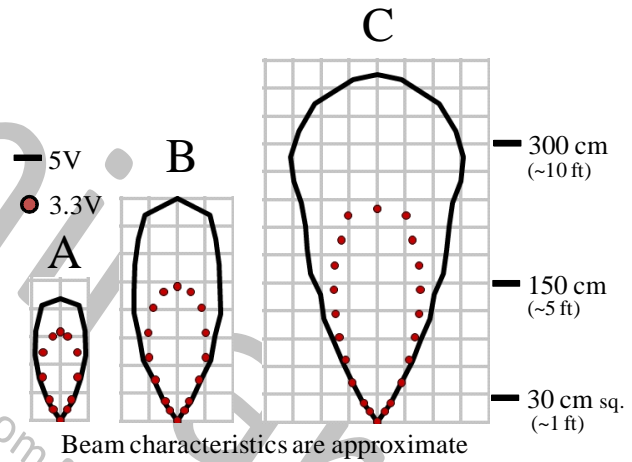 C
300 cm
(~10 ft)
B
5V
3.3V
A
150 cm
(~5 ft)
30 cm sq.
(~1 ft)
Beam characteristics are approximate